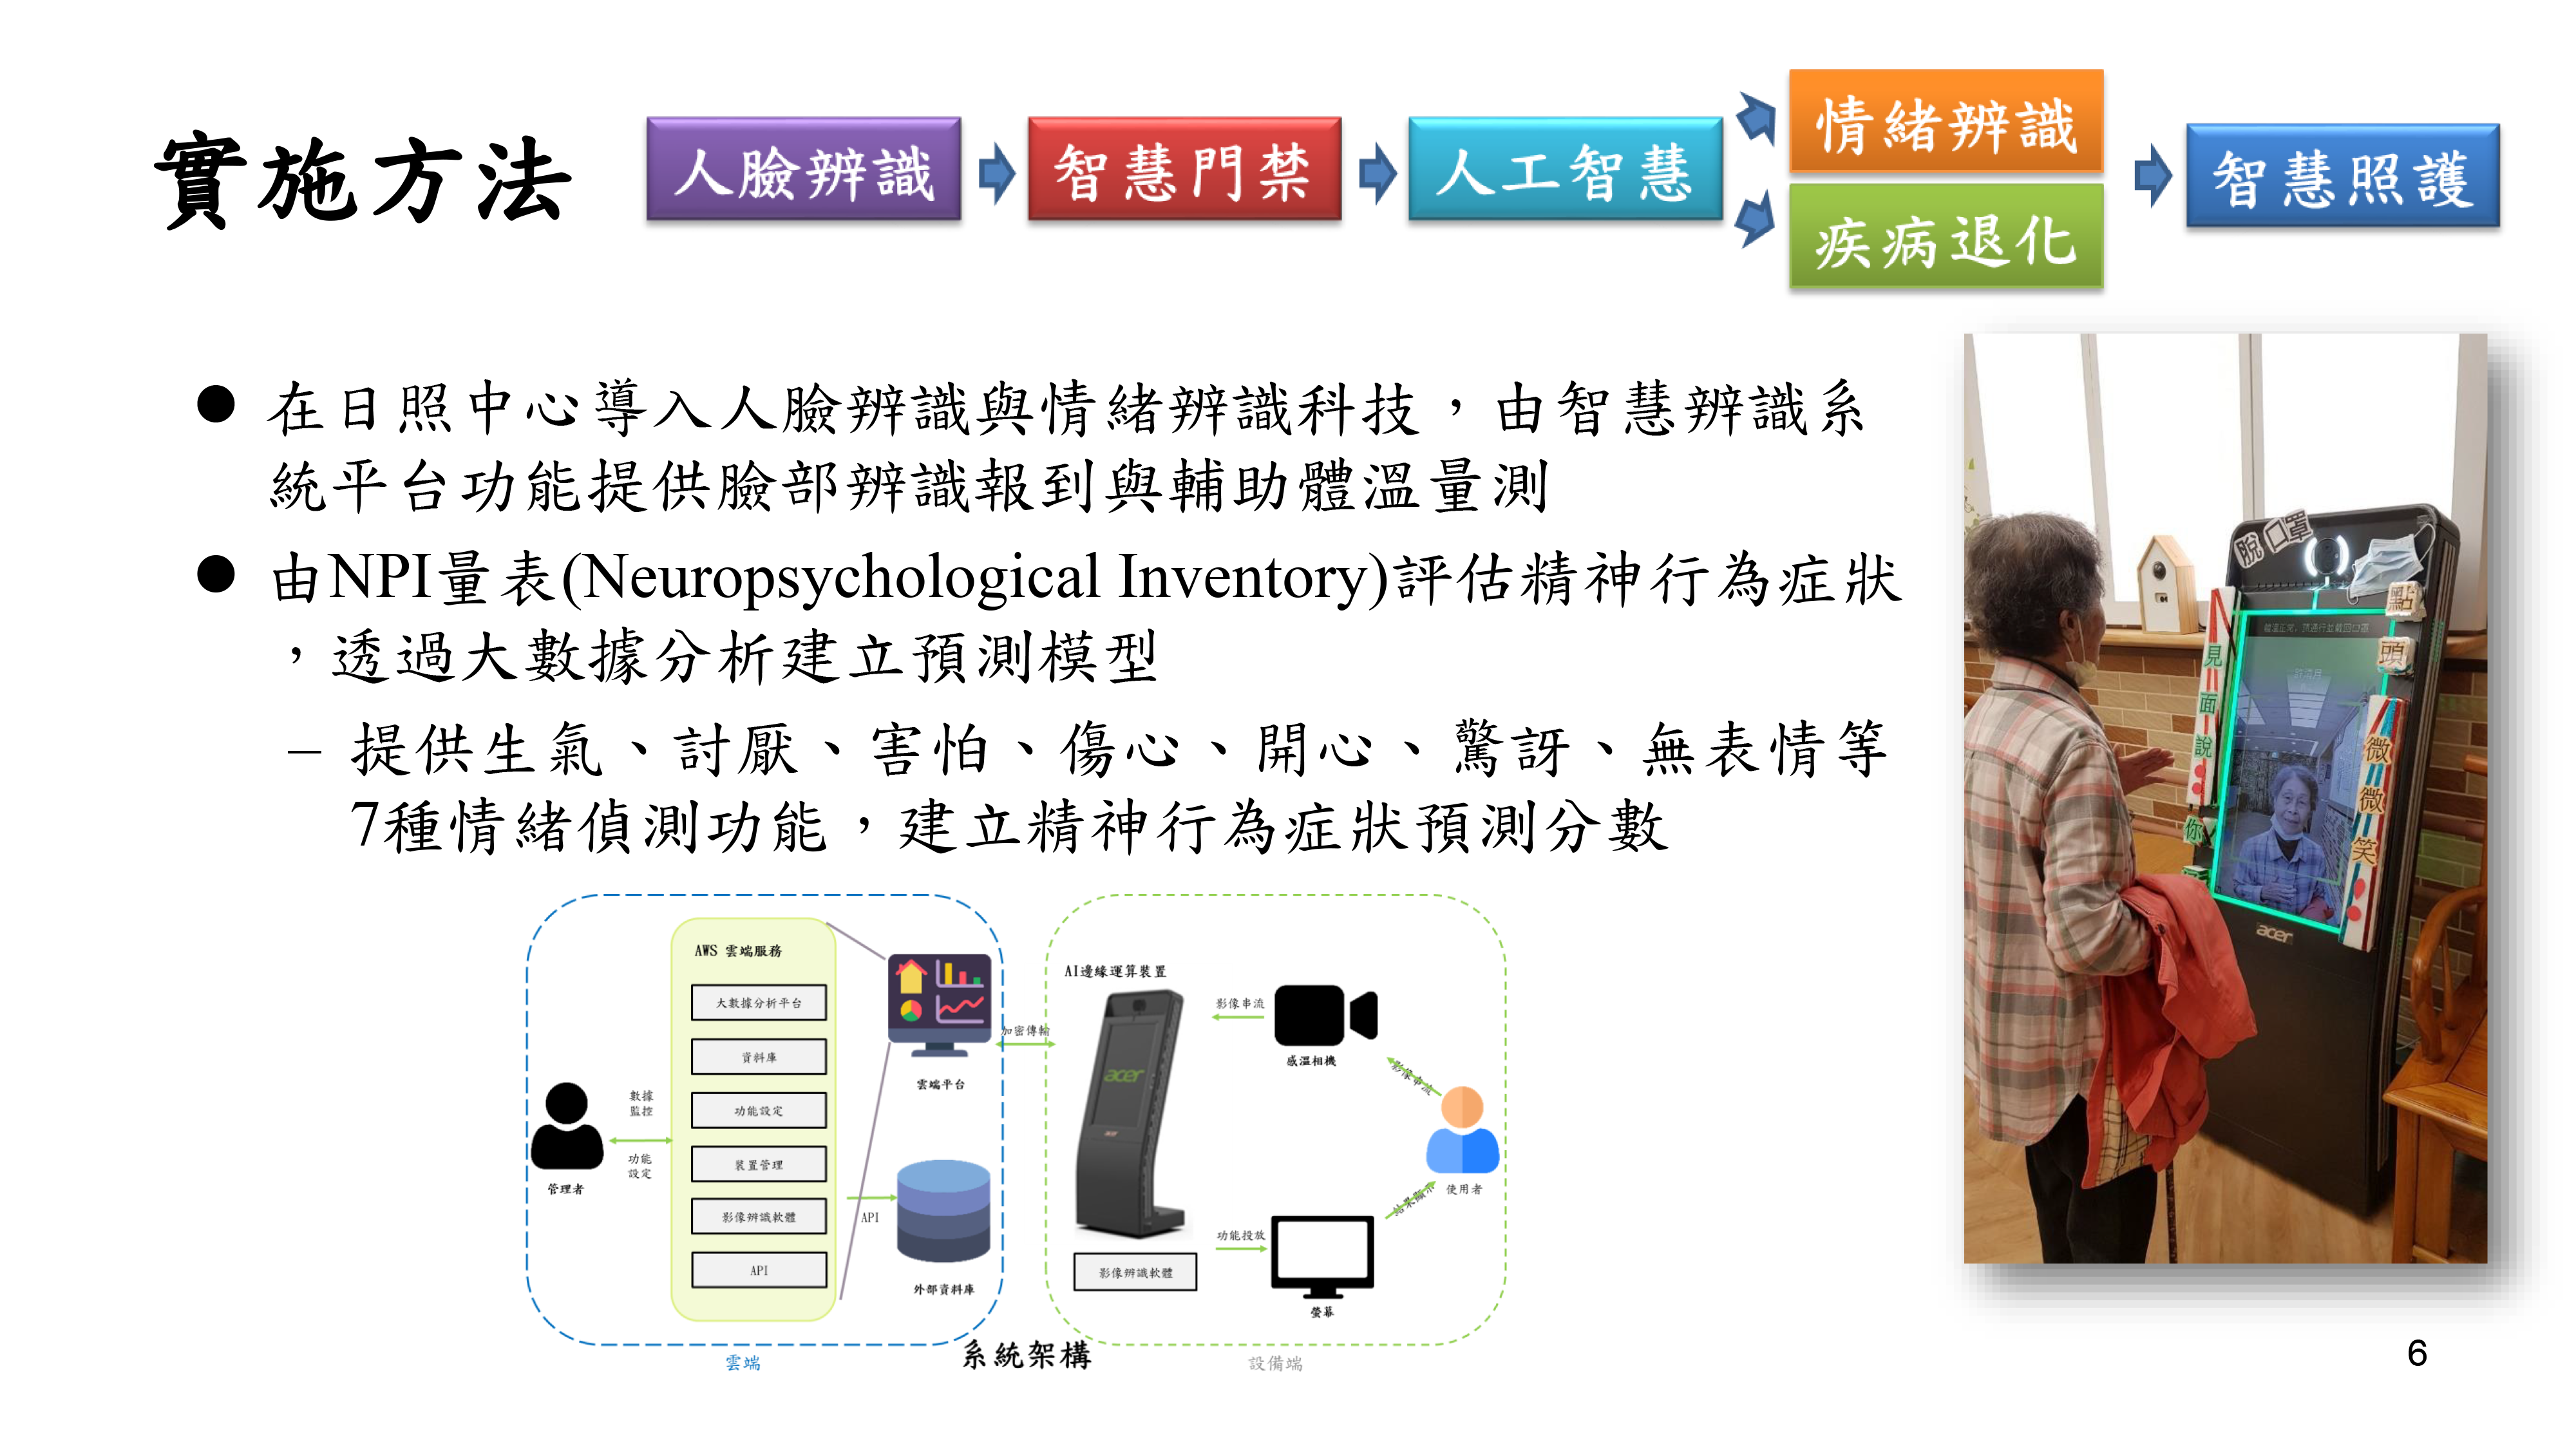 實施方法
人臉辨識
智慧門禁
人工智慧
情緒辨識
疾病退化
智慧照護
● 在日照中心導入人臉辨識與情緒辨識科技，由智慧辨識系
統平台功能提供臉部辨識報到與輔助體溫量測
● 由NPI量表(Neuropsychological Inventory)評估精神行為症狀
，透過大數據分析建立預測模型
– 提供生氣、討厭、害怕、傷心、開心、驚訝、無表情等
7種情緒偵測功能，建立精神行為症狀預測分數
AWS 雲端服務
大數據分析平台
資料庫
功能設定
裝置管理
影像辨識軟體
API
管理者
數據
監控
功能
設定
雲端平台
API
外部資料庫
加密傳輸
AI邊緣運算裝置
acer
影像辨識軟體
影像串流
感溫相機
影像串流
使用者
功能投放
螢幕
結果顯示
雲端
系統架構
設備端
脫口罩
點
頭
見
面
說
你
微
微
笑
acer
6